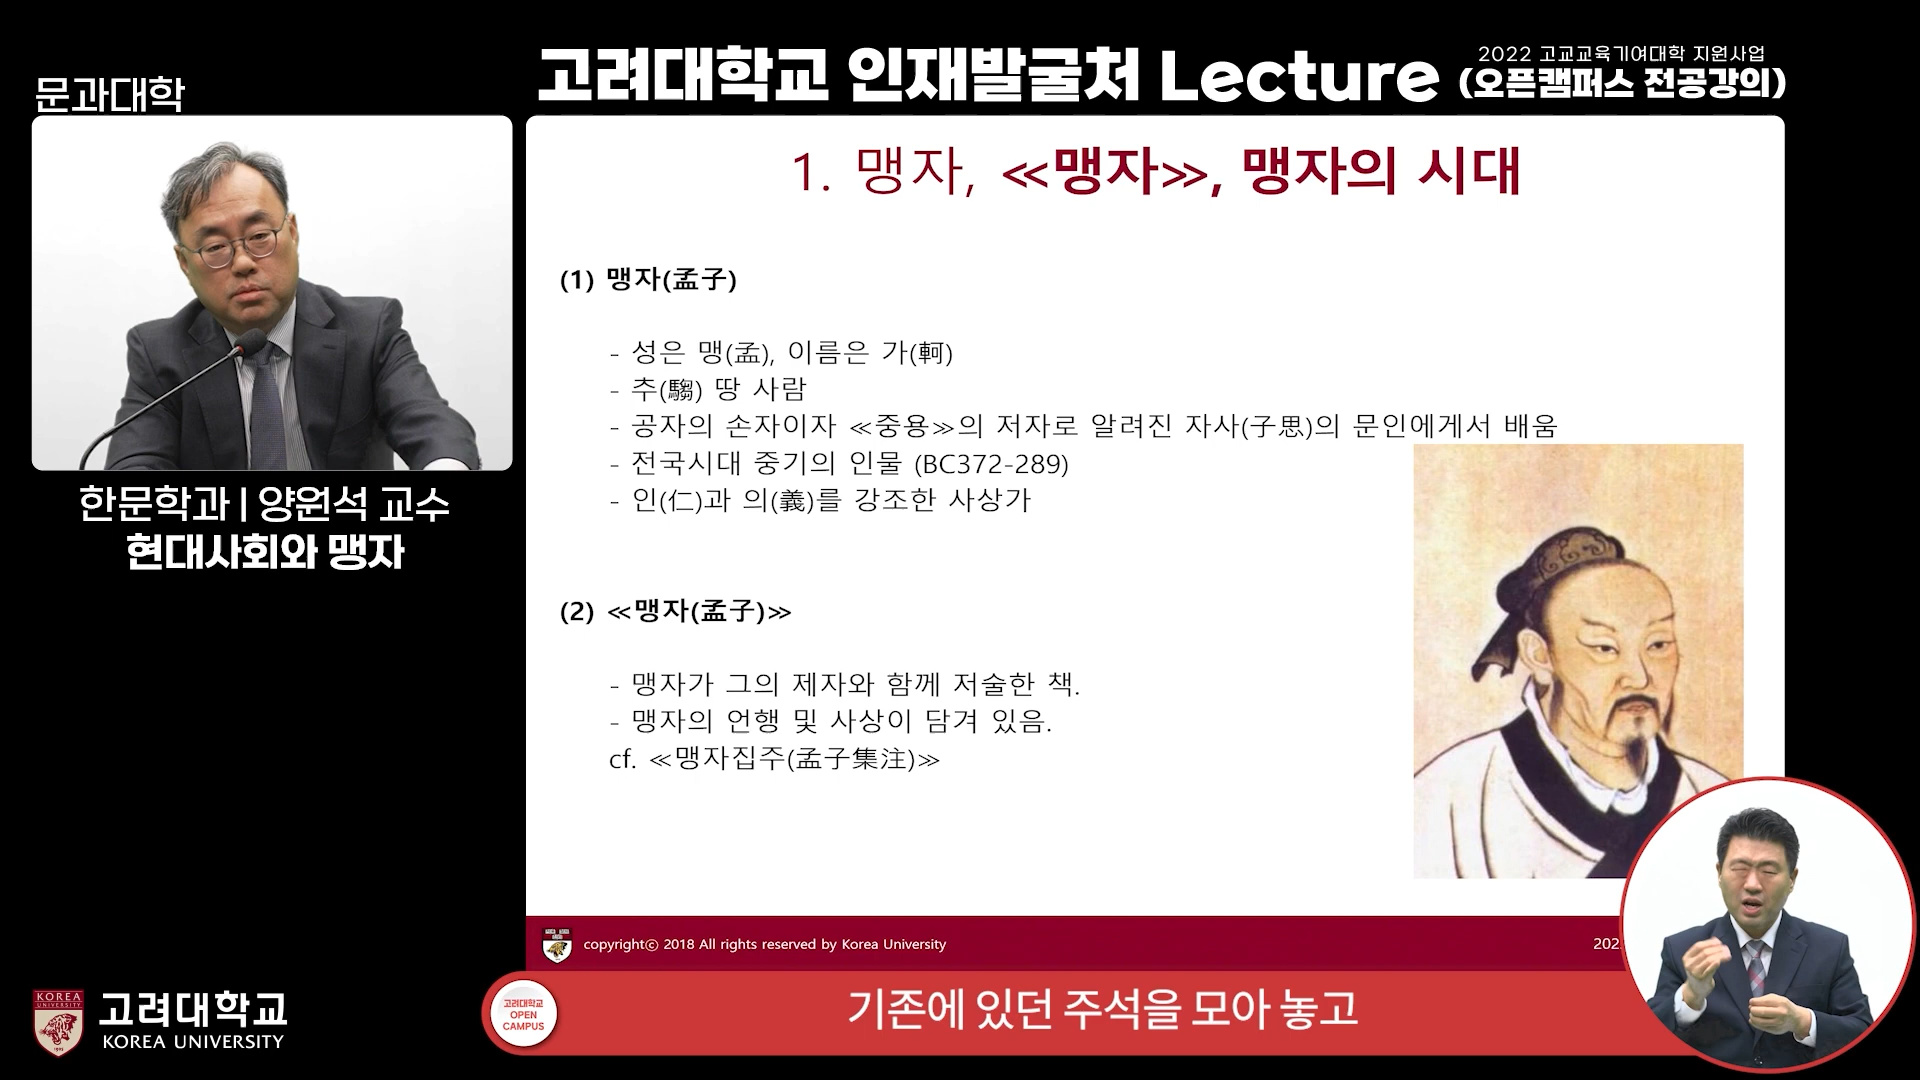 문과대학
고려대학교 인재발굴처 Lecture
2022 고교교육기여대학 지원사업
(오픈캠퍼스 전공강의)
한문학과 | 양원석 교수
현대사회와 맹자
1. 맹자, ≪맹자≫, 맹자의 시대
(1) 맹자(孟子)
- 성은 맹(孟), 이름은 가(軻)
- 추(騶) 땅 사람
- 공자의 손자이자 ≪중용≫의 저자로 알려진 자사(子思)의 문인에게서 배움
- 전국시대 중기의 인물 (BC372-289)
- 인(仁)과 의(義)를 강조한 사상가
(2) ≪맹자(孟子)≫
- 맹자가 그의 제자와 함께 저술한 책.
- 맹자의 언행 및 사상이 담겨 있음.
cf. ≪맹자집주(孟子集注)≫
copyright© 2018 All rights reserved by Korea University
202
고려대학교
OPEN
CAMPUS
기존에 있던 주석을 모아 놓고
KOREA
UNIVERSITY
1905
고려대학교
KOREA UNIVERSITY